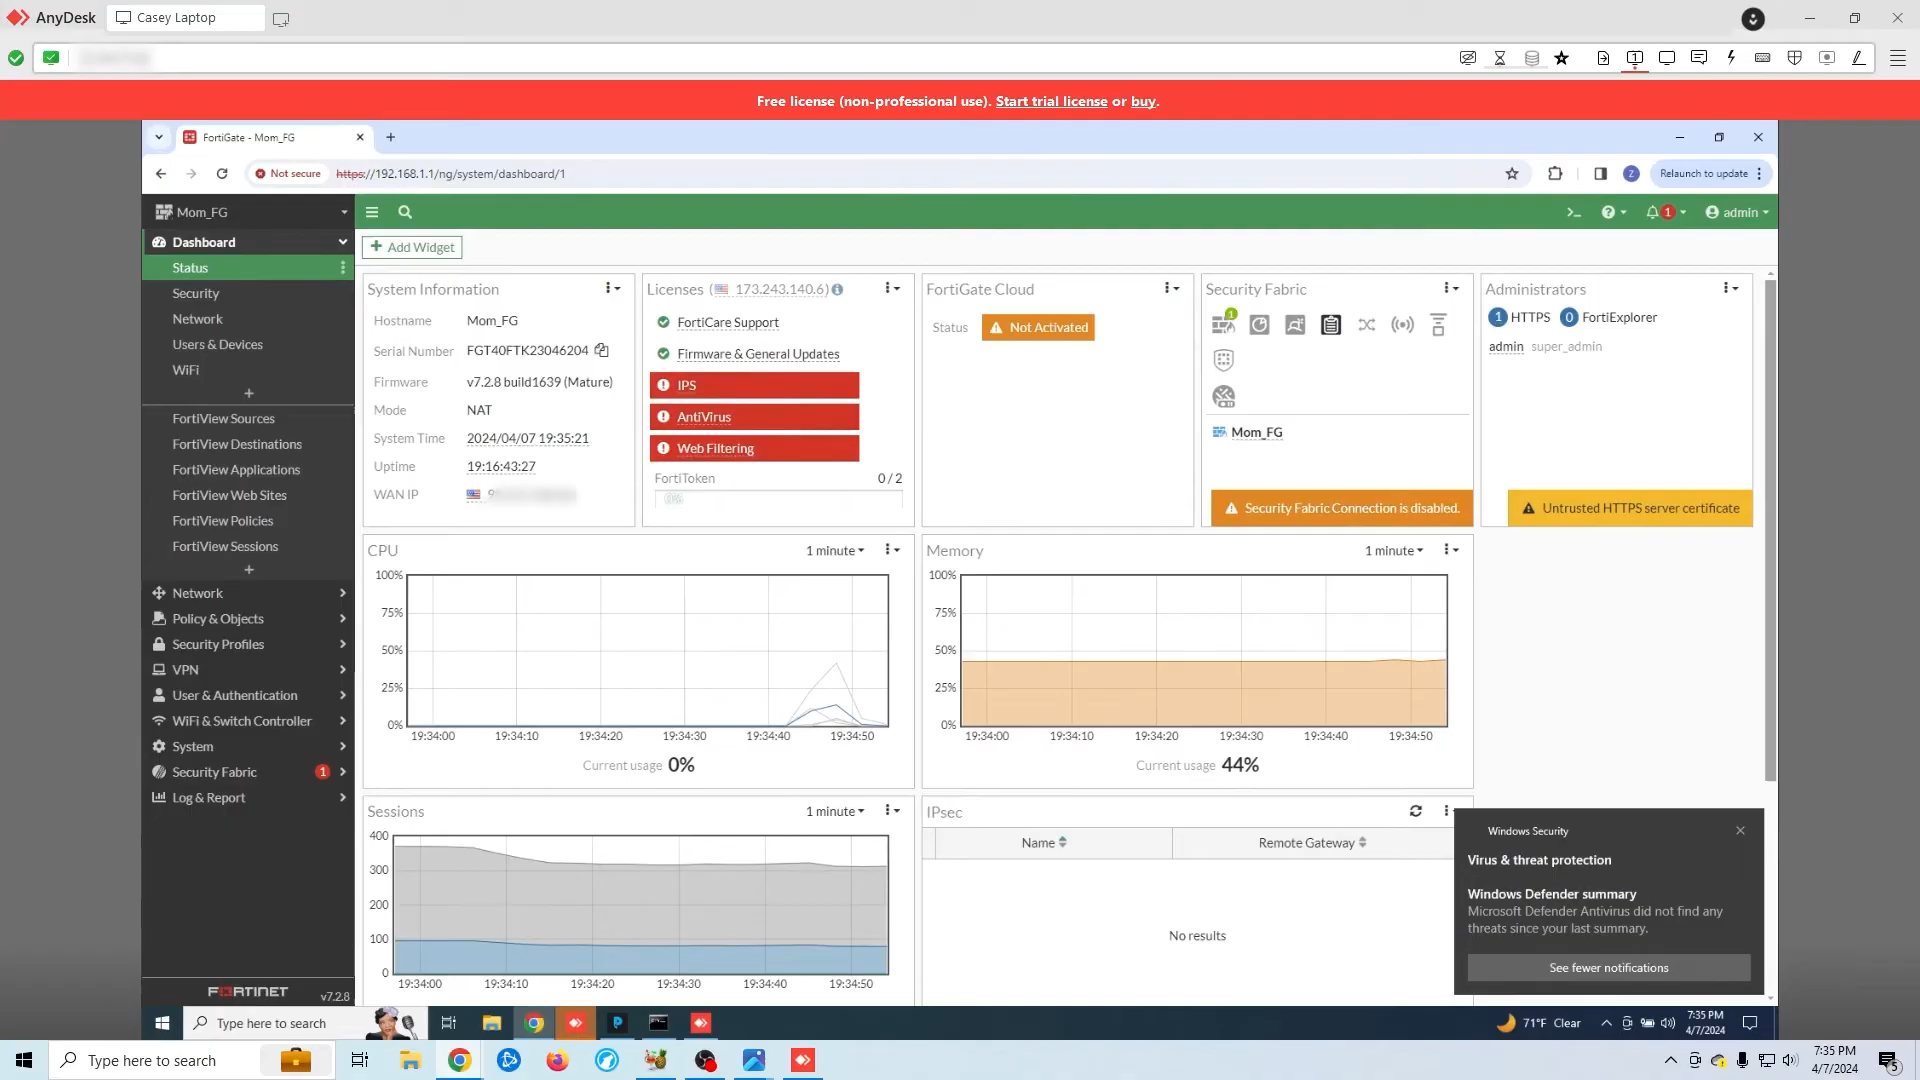 AnyDesk
Casey Laptop
Free license (non-professional use). Start trial license or buy.
FortiGate - Mom_FG
Not secure
https://192.168.1.1/ng/system/dashboard/1
Relaunch to update
Mom_FG
1
admin
Dashboard
Status
Security
Network
Users & Devices
WiFi
FortiView Sources
FortiView Destinations
FortiView Applications
FortiView Web Sites
FortiView Policies
FortiView Sessions
Network
Policy & Objects
Security Profiles
VPN
User & Authentication
WiFi & Switch Controller
System
Security Fabric 1
Log & Report
FORTINET v7.2.8
Add Widget
System Information
Hostname Mom_FG
Serial Number FGT40FTK23046204
Firmware v7.2.8 build1639 (Mature)
Mode NAT
System Time 2024/04/07 19:35:21
Uptime 19:16:43:27
WAN IP
Licenses (173.243.140.6)
FortiCare Support
Firmware & General Updates
IPS
AntiVirus
Web Filtering
FortiToken 0 / 2
0%
FortiGate Cloud
Status Not Activated
Security Fabric
1
Mom_FG
Security Fabric Connection is disabled.
Administrators
1 HTTPS 0 FortiExplorer
admin super_admin
Untrusted HTTPS server certificate
CPU 1 minute
100%
75%
50%
25%
0%
19:34:00 19:34:10 19:34:20 19:34:30 19:34:40 19:34:50
Current usage 0%
Memory 1 minute
100%
75%
50%
25%
0%
19:34:00 19:34:10 19:34:20 19:34:30 19:34:40 19:34:50
Current usage 44%
Sessions 1 minute
400
300
200
100
0
19:34:00 19:34:10 19:34:20 19:34:30 19:34:40 19:34:50
IPsec
Name Remote Gateway
No results
Windows Security
Virus & threat protection
Windows Defender summary
Microsoft Defender Antivirus did not find any
threats since your last summary.
See fewer notifications
Type here to search
71°F Clear
7:35 PM
4/7/2024
Type here to search
7:35 PM
4/7/2024
5